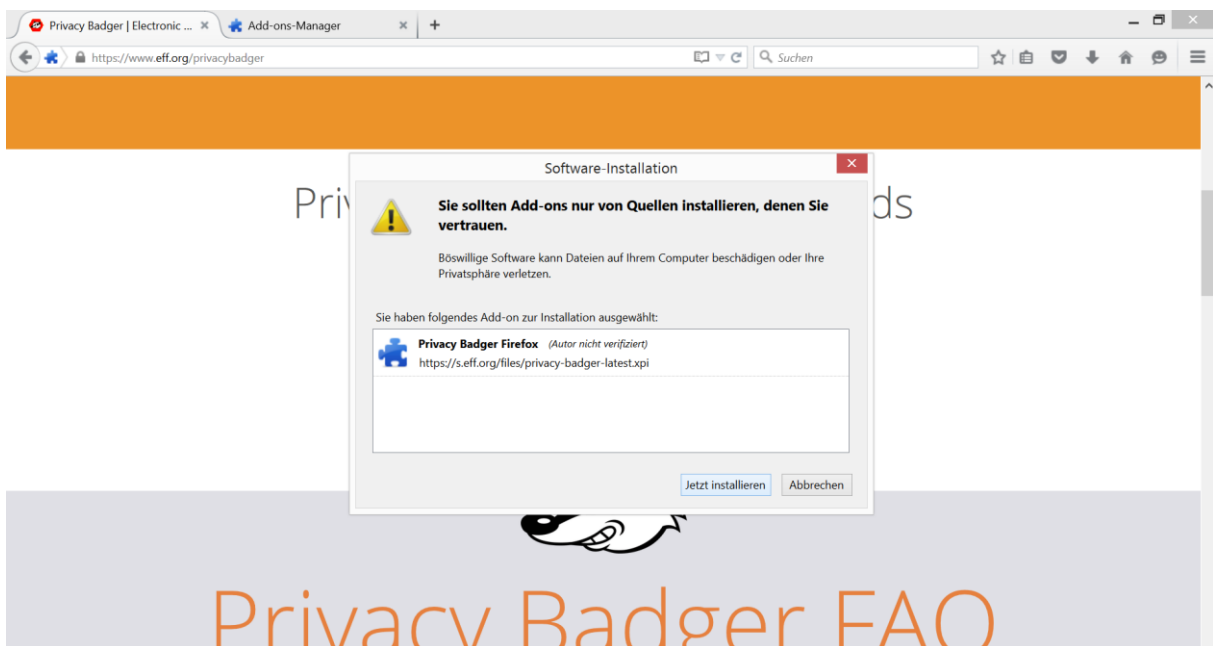 Privacy Badger | Electronic ...
Add-ons-Manager
https://www.eff.org/privacybadger
Suchen
Software-Installation
Sie sollten Add-ons nur von Quellen installieren, denen Sie
vertrauen.
Böswillige Software kann Dateien auf Ihrem Computer beschädigen oder Ihre
Privatsphäre verletzen.
Sie haben folgendes Add-on zur Installation ausgewählt:
Privacy Badger Firefox (Autor nicht verifiziert)
https://s.eff.org/files/privacy-badger-latest.xpi
Jetzt installieren Abbrechen
Privacy Badger FAQ